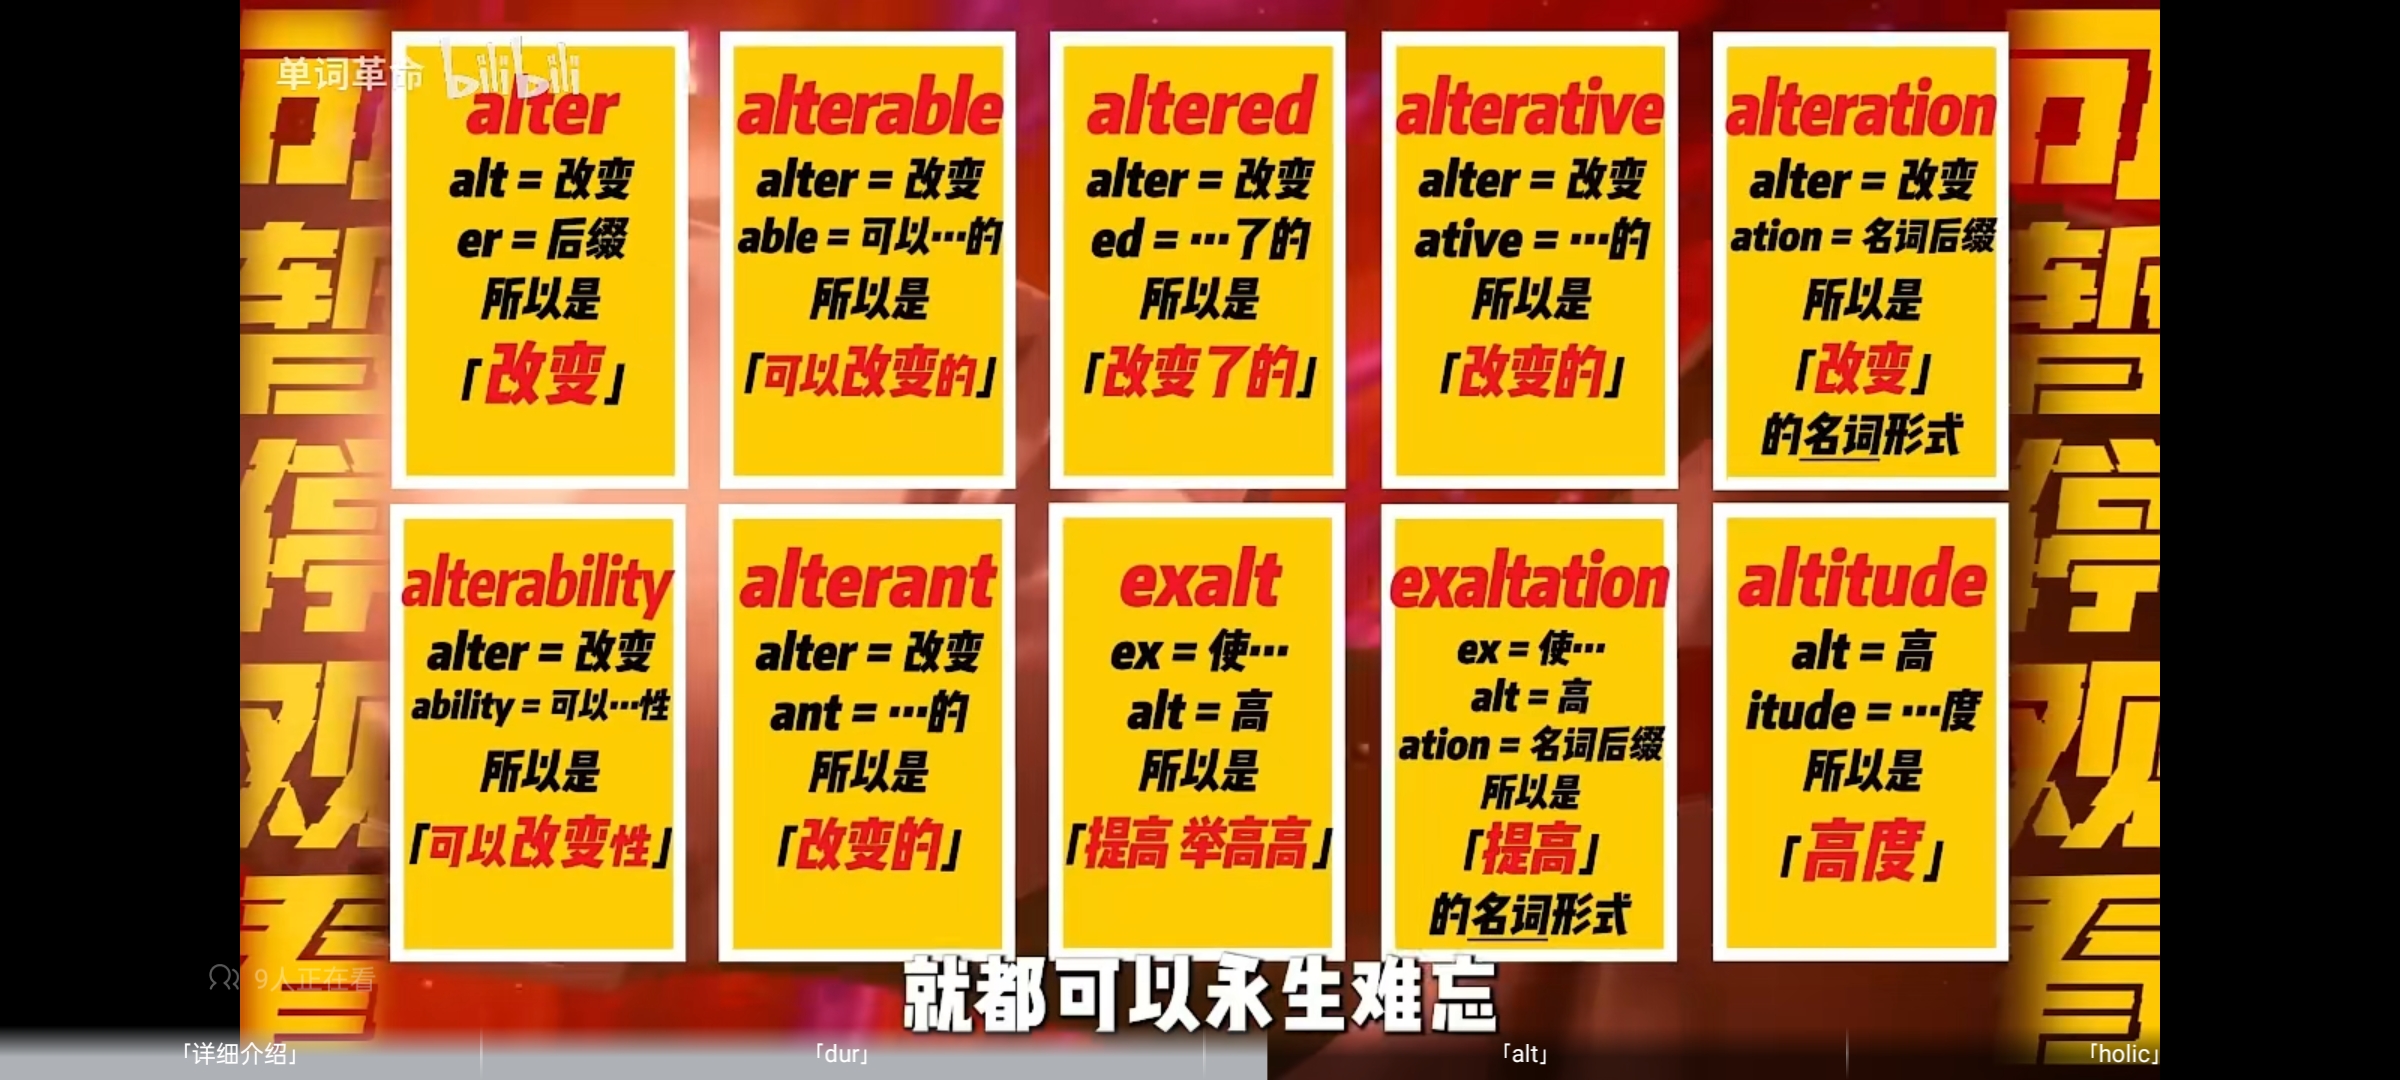 单词革命 bilibili
alter
alt = 改变
er = 后缀
所以是
「改变」
alterable
alter = 改变
able = 可以…的
所以是
「可以改变的」
altered
alter = 改变
ed = …了的
所以是
「改变了的」
alterative
alter = 改变
ative = …的
所以是
「改变的」
alteration
alter = 改变
ation = 名词后缀
所以是
「改变」
的名词形式
alterability
alter = 改变
ability = 可以…性
所以是
「可以改变性」
alterant
alter = 改变
ant = …的
所以是
「改变的」
exalt
ex = 使…
alt = 高
所以是
「提高 举高高」
exaltation
ex = 使…
alt = 高
ation = 名词后缀
所以是
「提高」
的名词形式
altitude
alt = 高
itude = …度
所以是
「高度」
9人正在看
就都可以永生难忘
「详细介绍」
「dur」
「alt」
「holic」